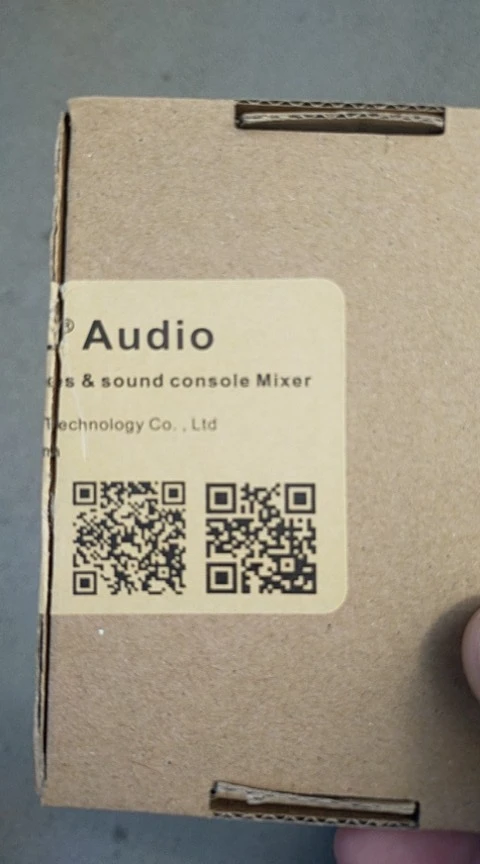 ® Audio
& sound console Mixer
Technology Co. , Ltd